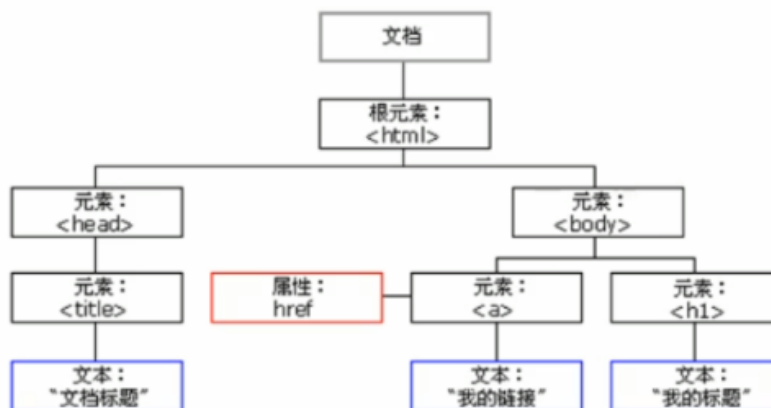 文档
根元素：
<html>
元素：
<head>
元素：
<body>
元素：
<title>
属性：
href
元素：
<a>
元素：
<h1>
文本：
"文档标题"
文本：
"我的链接"
文本：
"我的标题"